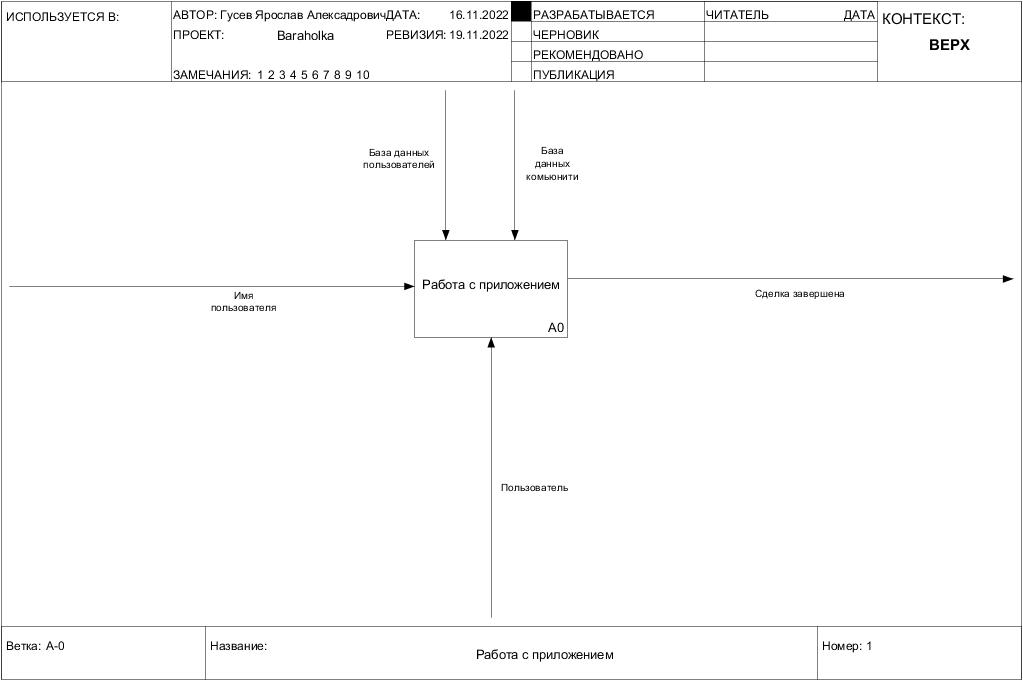 ИСПОЛЬЗУЕТСЯ В:
АВТОР: Гусев Ярослав Алексадрович ДАТА: 16.11.2022
РАЗРАБАТЫВАЕТСЯ
ЧИТАТЕЛЬ ДАТА
КОНТЕКСТ:
ПРОЕКТ: Baraholka РЕВИЗИЯ: 19.11.2022
ЧЕРНОВИК
ВЕРХ
РЕКОМЕНДОВАНО
ЗАМЕЧАНИЯ: 1 2 3 4 5 6 7 8 9 10
ПУБЛИКАЦИЯ
База данных
пользователей
База
данных
комьюнити
Работа с приложением
A0
Имя
пользователя
Сделка завершена
Пользователь
Ветка: A-0
Название:
Работа с приложением
Номер: 1